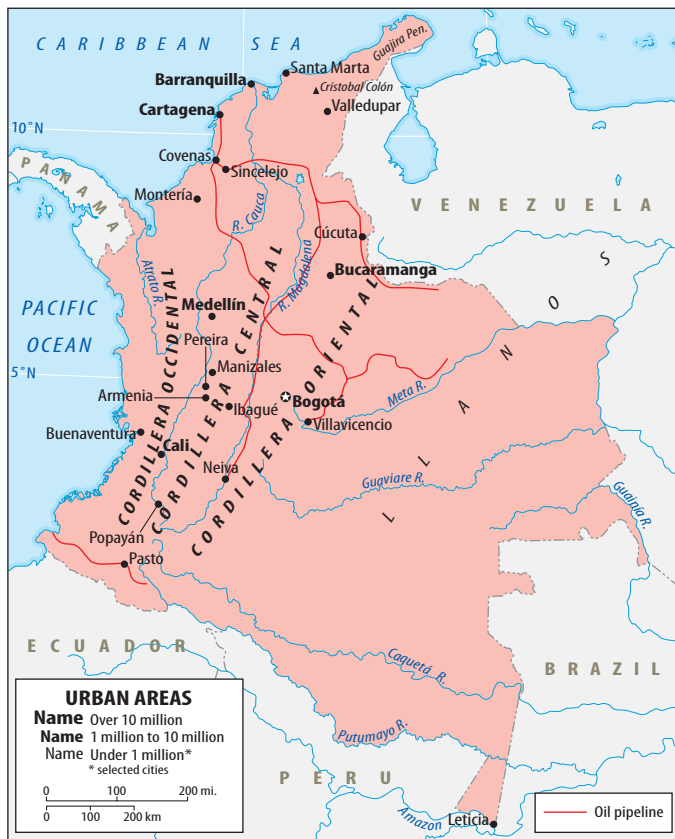 CARIBBEAN SEA
Guajira Pen.
Santa Marta
Barranquilla
Cristobal Colón
Valledupar
Cartagena
10°N
Covenas
Sincelejo
PANAMA
Montería
R. Cauca
VENEZUELA
Cúcuta
R. Magdalena
Bucaramanga
Atrato R.
PACIFIC
OCEAN
Medellín
CORDILLERA OCCIDENTAL
CORDILLERA CENTRAL
CORDILLERA ORIENTAL
LLANOS
Pereira
5°N
Manizales
Armenia
Ibagué
Bogotá
Meta R.
Buenaventura
Villavicencio
Cali
Neiva
Guaviare R.
Guainía R.
Popayán
Pasto
ECUADOR
Caquetá R.
BRAZIL
Putumayo R.
PERU
Amazon
Leticia
URBAN AREAS
Name Over 10 million
Name 1 million to 10 million
Name Under 1 million*
* selected cities
0 100 200 mi.
0 100 200 km
Oil pipeline